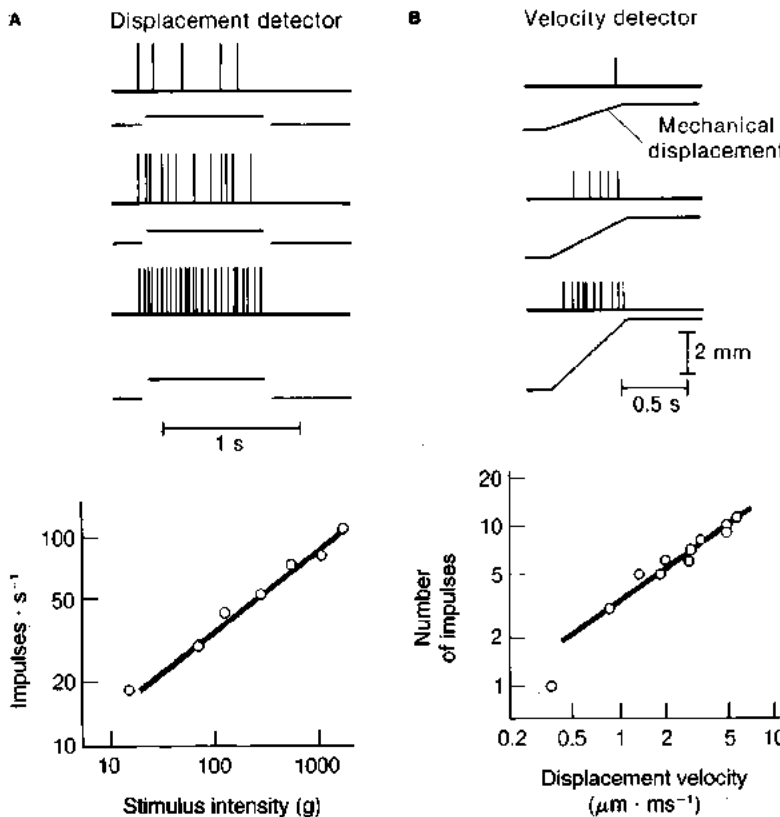 A Displacement detector
1 s
100
50
20
10
Impulses · s⁻¹
10 100 1000
Stimulus intensity (g)
B Velocity detector
Mechanical
displacement
2 mm
0.5 s
20
10
5
2
1
Number
of impulses
0.2 0.5 1 2 5 10
Displacement velocity
(μm · ms⁻¹)